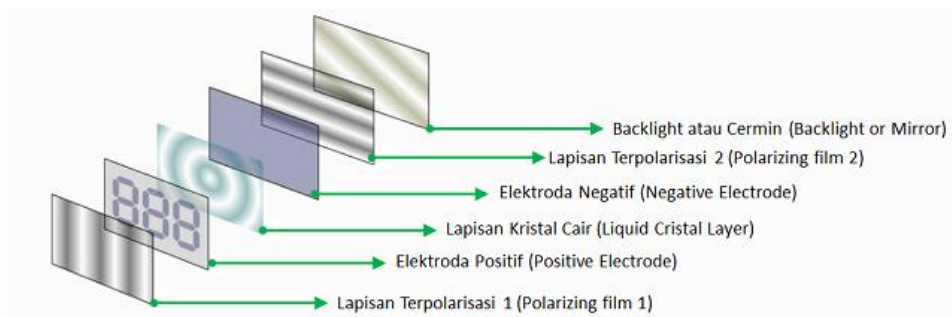 Backlight atau Cermin (Backlight or Mirror)
Lapisan Terpolarisasi 2 (Polarizing film 2)
Elektroda Negatif (Negative Electrode)
Lapisan Kristal Cair (Liquid Cristal Layer)
888
Elektroda Positif (Positive Electrode)
Lapisan Terpolarisasi 1 (Polarizing film 1)